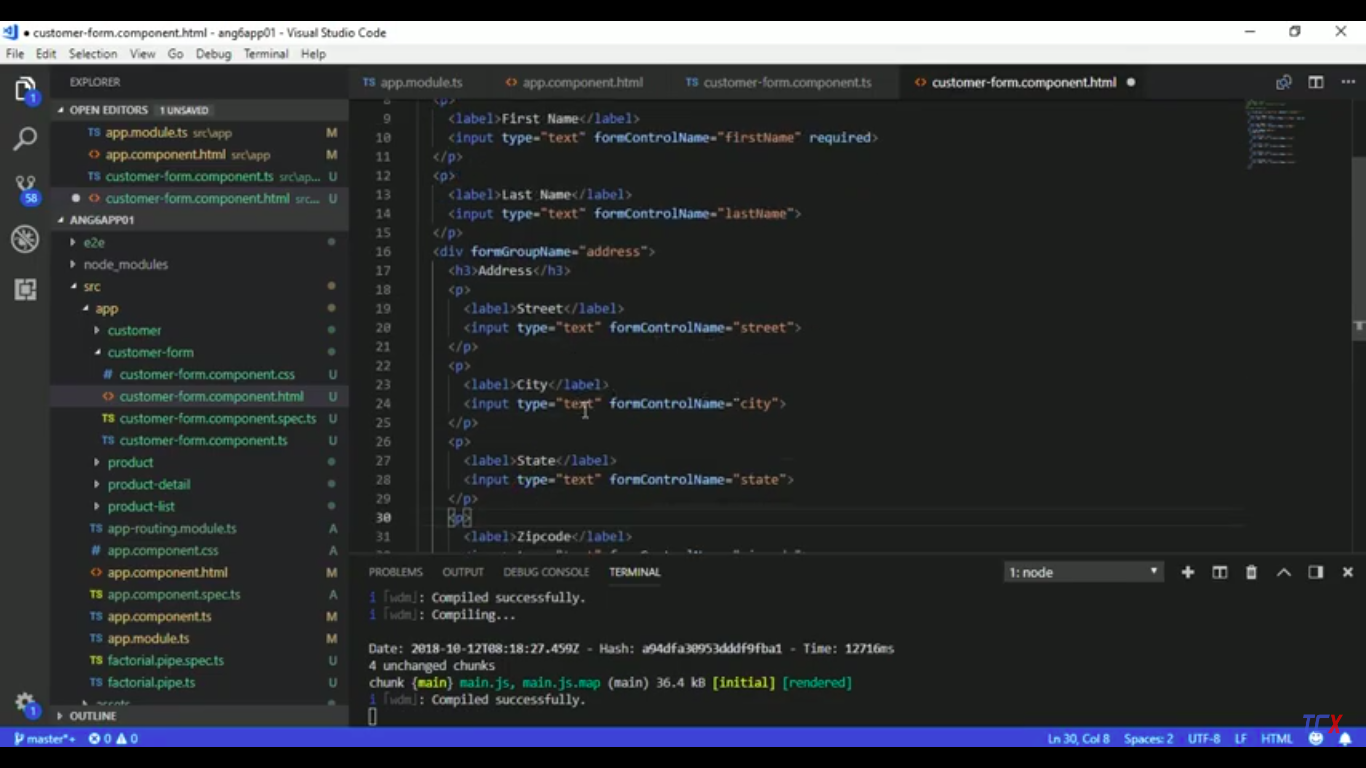 customer-form.component.html - ang6app01 - Visual Studio Code
File Edit Selection View Go Debug Terminal Help
EXPLORER
OPEN EDITORS 1 UNSAVED
TS app.module.ts src\app M
<> app.component.html src\app M
TS customer-form.component.ts src\ap... U
● <> customer-form.component.html src... U
ANG6APP01
e2e
node_modules
src
app
customer
customer-form
# customer-form.component.css U
<> customer-form.component.html U
TS customer-form.component.spec.ts U
TS customer-form.component.ts U
product
product-detail
product-list
TS app-routing.module.ts A
# app.component.css A
<> app.component.html M
TS app.component.spec.ts A
TS app.component.ts M
TS app.module.ts M
TS factorial.pipe.spec.ts U
TS factorial.pipe.ts U
assets
OUTLINE
1
58
1
TS app.module.ts <> app.component.html TS customer-form.component.ts <> customer-form.component.html ●
8 <p>
9 <label>First Name</label>
10 <input type="text" formControlName="firstName" required>
11 </p>
12 <p>
13 <label>Last Name</label>
14 <input type="text" formControlName="lastName">
15 </p>
16 <div formGroupName="address">
17 <h3>Address</h3>
18 <p>
19 <label>Street</label>
20 <input type="text" formControlName="street">
21 </p>
22 <p>
23 <label>City</label>
24 <input type="text" formControlName="city">
25 </p>
26 <p>
27 <label>State</label>
28 <input type="text" formControlName="state">
29 </p>
30 <p>
31 <label>Zipcode</label>
PROBLEMS OUTPUT DEBUG CONSOLE TERMINAL 1: node
i ｢wdm｣: Compiled successfully.
i ｢wdm｣: Compiling...
Date: 2018-10-12T08:18:27.459Z - Hash: a94dfa30953dddf9fba1 - Time: 12716ms
4 unchanged chunks
chunk {main} main.js, main.js.map (main) 36.4 kB [initial] [rendered]
i ｢wdm｣: Compiled successfully.
TCX
master*+ 0 0 Ln 30, Col 8 Spaces: 2 UTF-8 LF HTML